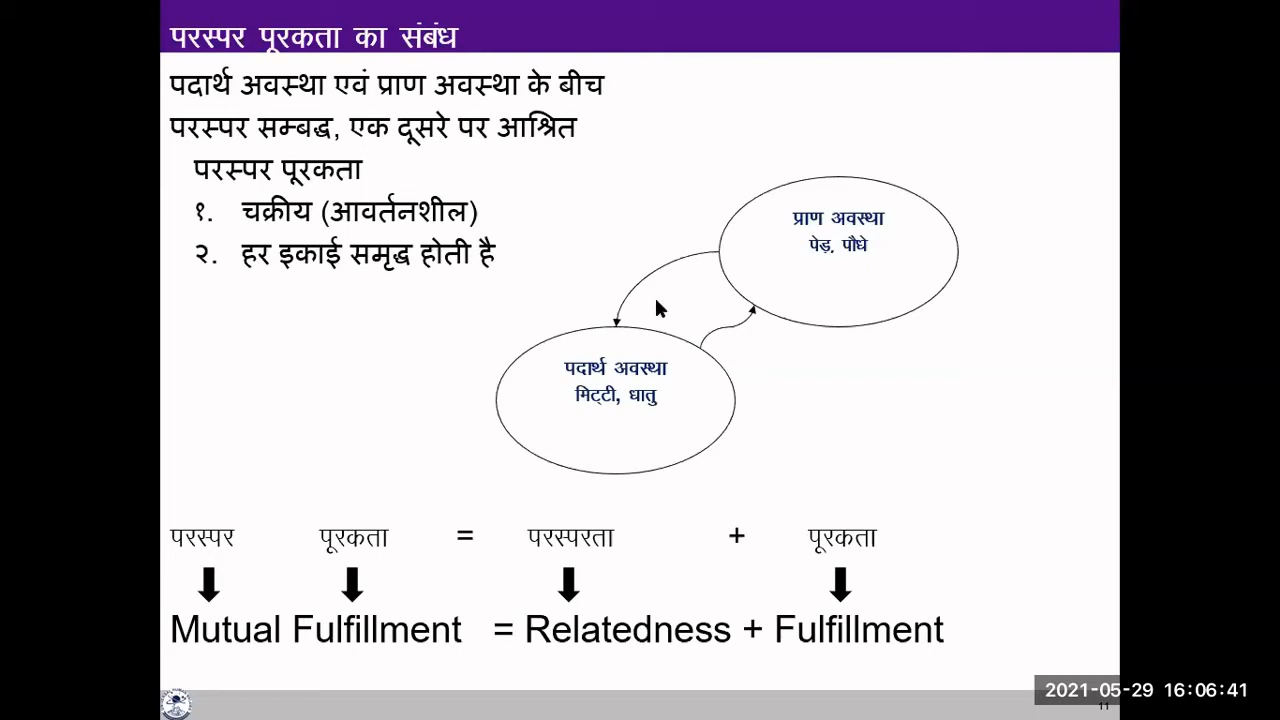 परस्पर पूरकता का संबंध
पदार्थ अवस्था एवं प्राण अवस्था के बीच
परस्पर सम्बद्ध, एक दूसरे पर आश्रित
परस्पर पूरकता
१. चक्रीय (आवर्तनशील)
२. हर इकाई समृद्ध होती है
प्राण अवस्था
पेड़. पौधे
पदार्थ अवस्था
मिट्टी, धातु
परस्पर पूरकता = परस्परता + पूरकता
Mutual Fulfillment = Relatedness + Fulfillment
2021-05-29 16:06:41
11